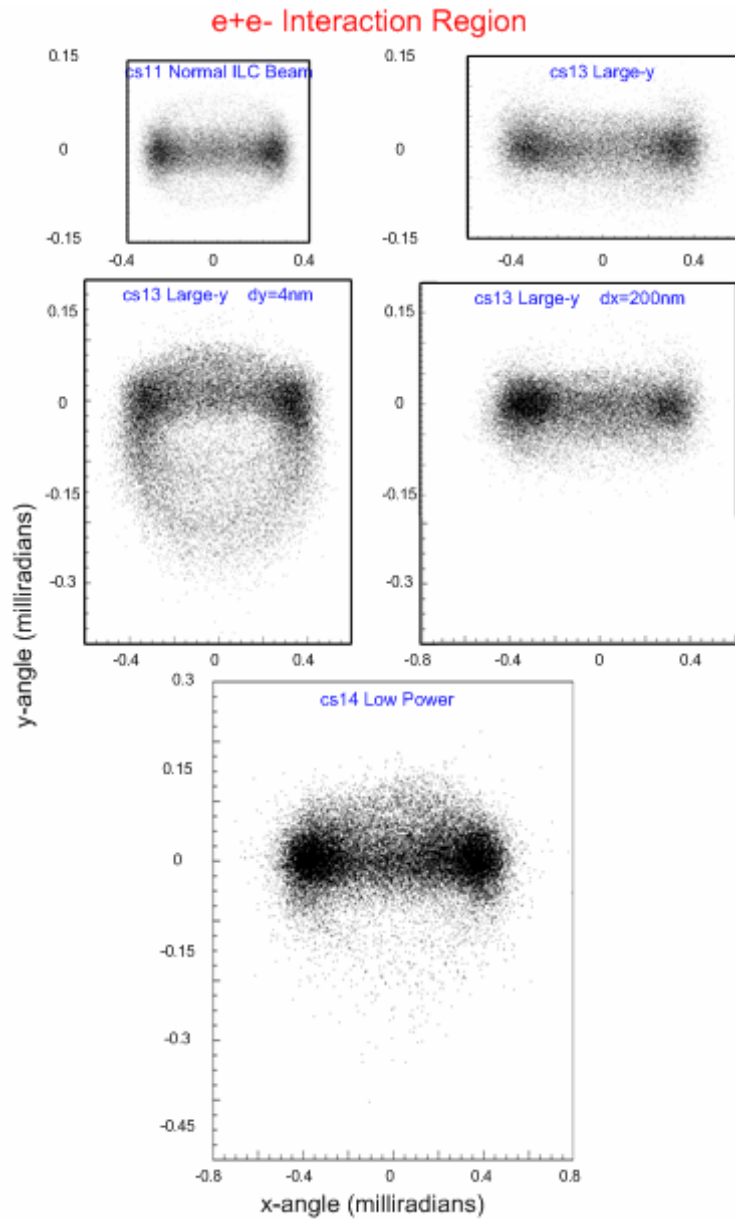 e+e- Interaction Region
0.15
0
-0.15
cs11 Normal ILC Beam
-0.4 0 0.4
0.15
0
-0.15
cs13 Large-y
-0.4 0 0.4
0.15
0
-0.15
-0.3
cs13 Large-y dy=4nm
-0.4 0 0.4
0.15
0
-0.15
-0.3
cs13 Large-y dx=200nm
-0.8 -0.4 0 0.4
y-angle (milliradians)
0.3
0.15
0
-0.15
-0.3
-0.45
cs14 Low Power
-0.8 -0.4 0 0.4 0.8
x-angle (milliradians)